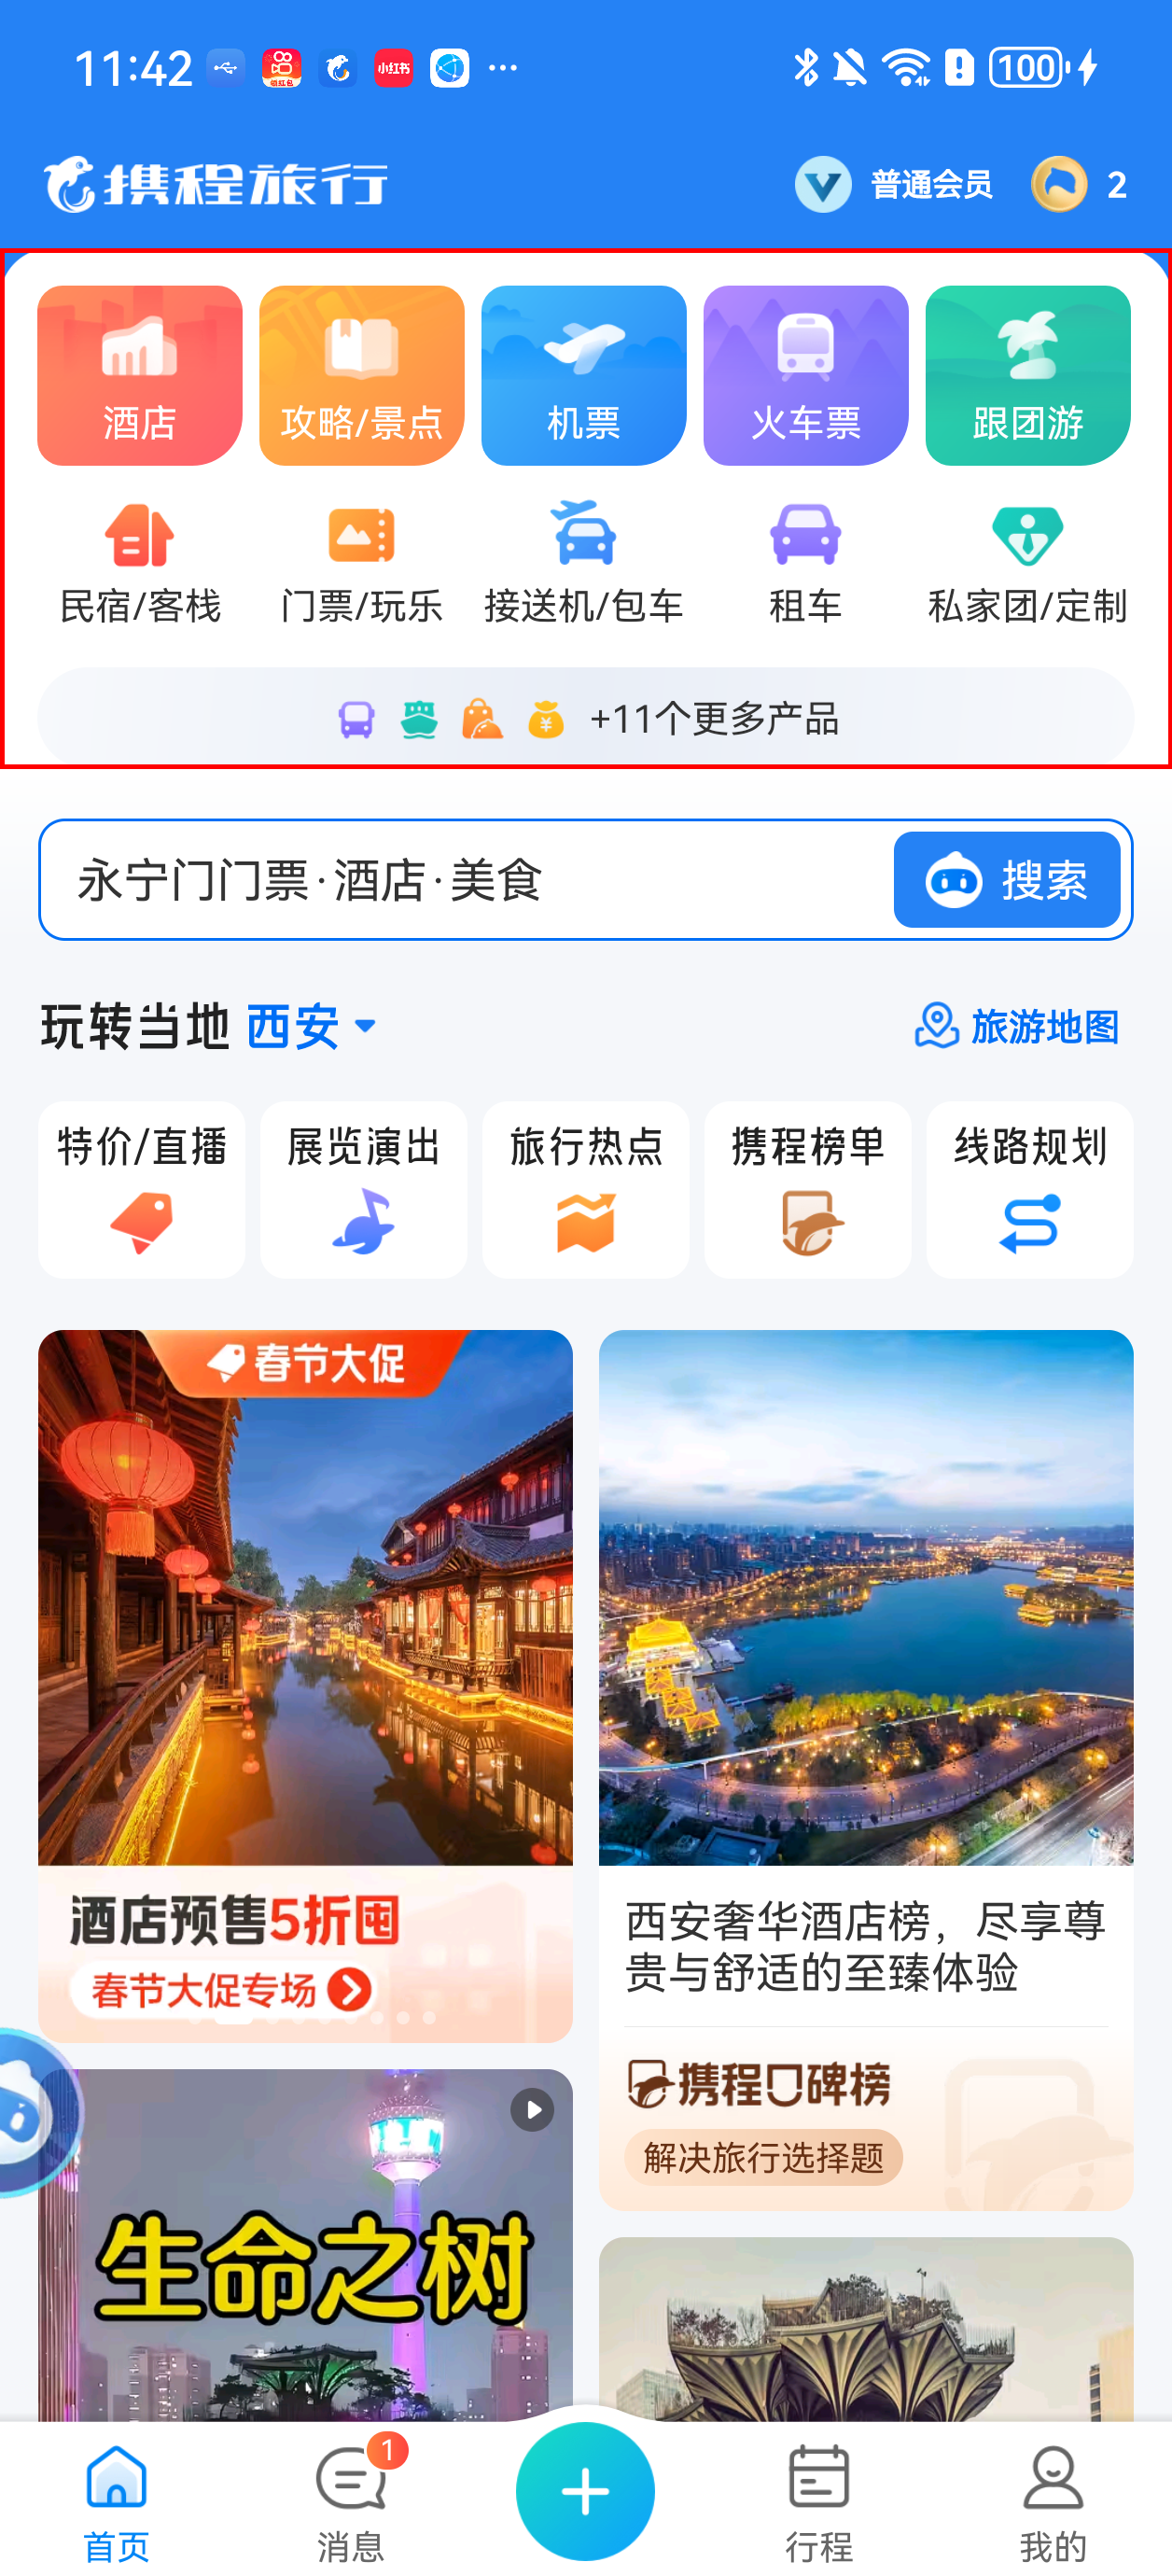 11:42
领红包
小红书
...
100
携程旅行
普通会员
2
酒店
攻略/景点
机票
火车票
跟团游
民宿/客栈
门票/玩乐
接送机/包车
租车
私家团/定制
+11个更多产品
永宁门门票·酒店·美食
搜索
玩转当地 西安
旅游地图
特价/直播
展览演出
旅行热点
携程榜单
线路规划
春节大促
酒店预售5折囤
春节大促专场
西安奢华酒店榜，尽享尊
贵与舒适的至臻体验
携程口碑榜
解决旅行选择题
生命之树
1
首页
消息
行程
我的